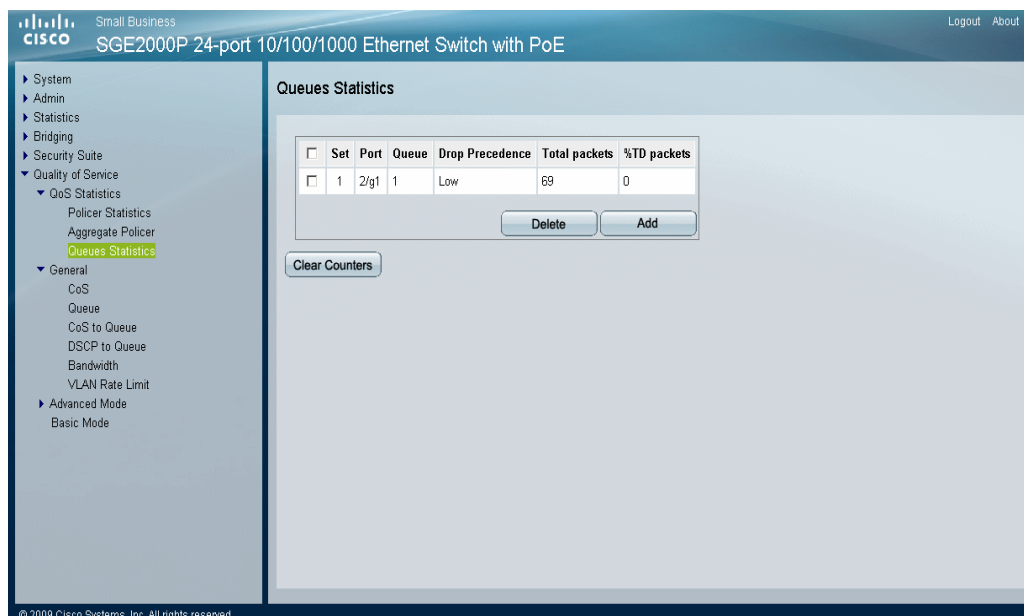 Small Business
CISCO
SGE2000P 24-port 10/100/1000 Ethernet Switch with PoE
Logout About
System
Admin
Statistics
Bridging
Security Suite
Quality of Service
QoS Statistics
Policer Statistics
Aggregate Policer
Queues Statistics
General
CoS
Queue
CoS to Queue
DSCP to Queue
Bandwidth
VLAN Rate Limit
Advanced Mode
Basic Mode
Queues Statistics
Set Port Queue Drop Precedence Total packets %TD packets
1 2/g1 1 Low 69 0
Delete Add
Clear Counters
© 2009 Cisco Systems, Inc. All rights reserved.